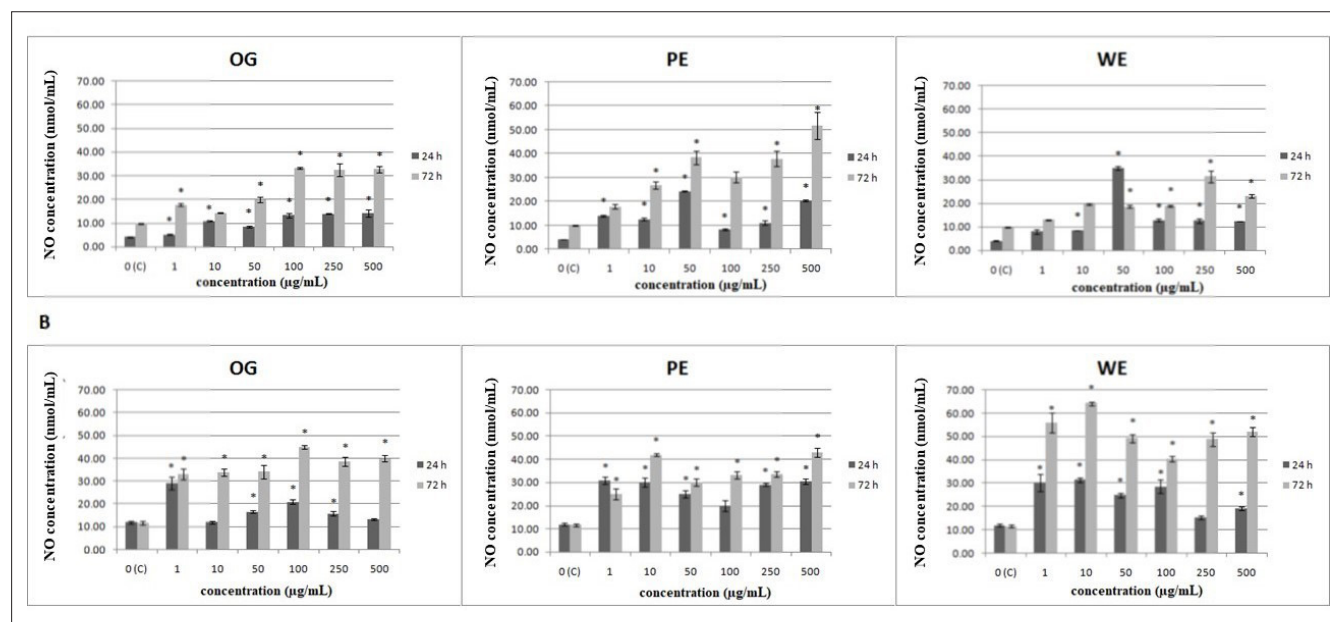 OG
NO concentration (nmol/mL)
70.00
60.00
50.00
40.00
30.00
20.00
10.00
0.00
0 (C) 1 10 50 100 250 500
concentration (µg/mL)
24 h
72 h
* * * * * * * * * *
PE
NO concentration (nmol/mL)
70.00
60.00
50.00
40.00
30.00
20.00
10.00
0.00
0 (C) 1 10 50 100 250 500
concentration (µg/mL)
24 h
72 h
* * * * * * * * * *
WE
NO concentration (nmol/mL)
70.00
60.00
50.00
40.00
30.00
20.00
10.00
0.00
0 (C) 1 10 50 100 250 500
concentration (µg/mL)
24 h
72 h
* * * * * * * * *
B
OG
NO concentration (nmol/mL)
70.00
60.00
50.00
40.00
30.00
20.00
10.00
0.00
0 (C) 1 10 50 100 250 500
concentration (µg/mL)
24 h
72 h
* * * * * * * * * *
PE
NO concentration (nmol/mL)
70.00
60.00
50.00
40.00
30.00
20.00
10.00
0.00
0 (C) 1 10 50 100 250 500
concentration (µg/mL)
24 h
72 h
* * * * * * * * * * *
WE
NO concentration (nmol/mL)
70.00
60.00
50.00
40.00
30.00
20.00
10.00
0.00
0 (C) 1 10 50 100 250 500
concentration (µg/mL)
24 h
72 h
* * * * * * * * * * *